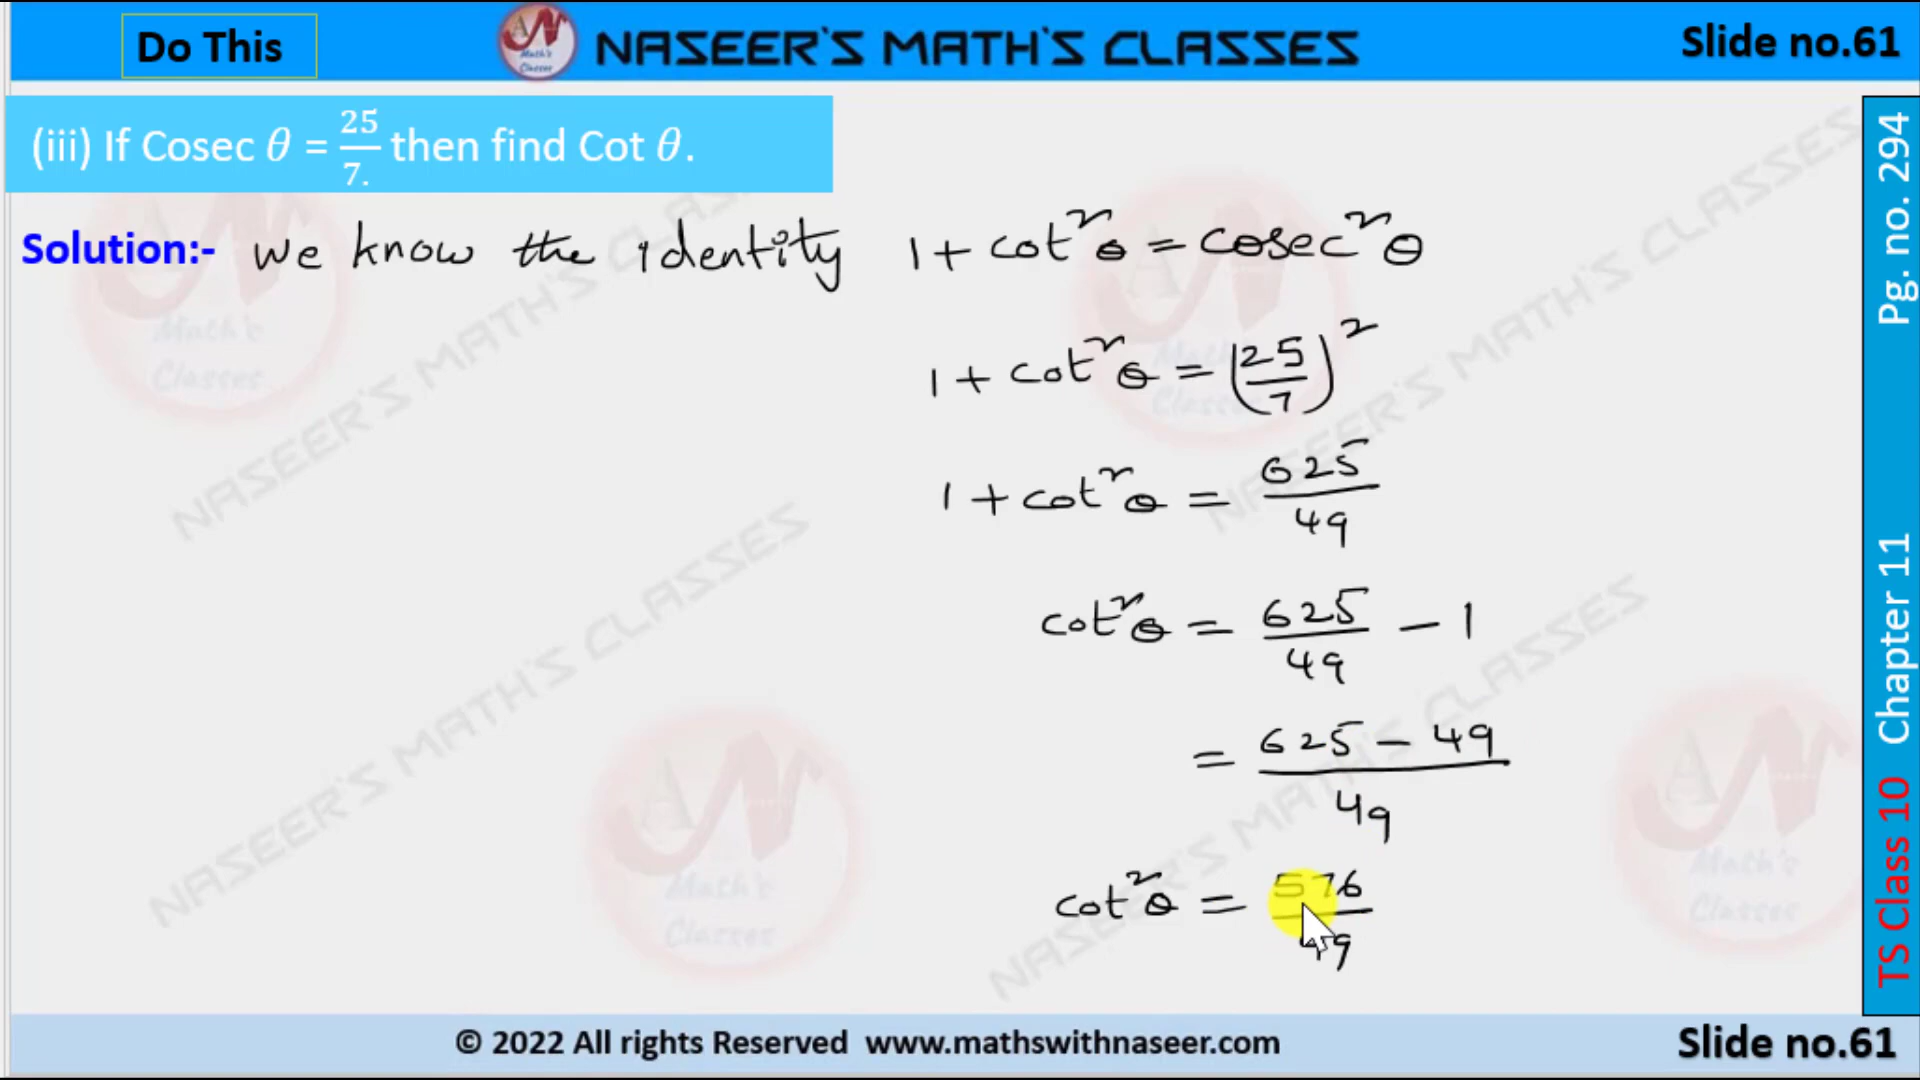 Do This
Math's
Classes
NASEER'S MATH'S CLASSES
Slide no.61
(iii) If Cosec θ = 25/7. then find Cot θ.
Solution:- we know the identity 1 + cot²θ = cosec²θ
1 + cot²θ = (25/7)²
1 + cot²θ = 625/49
cot²θ = 625/49 - 1
= 625 - 49/49
cot²θ = 576/49
Pg. no. 294
TS Class 10 Chapter 11
© 2022 All rights Reserved www.mathswithnaseer.com
Slide no.61